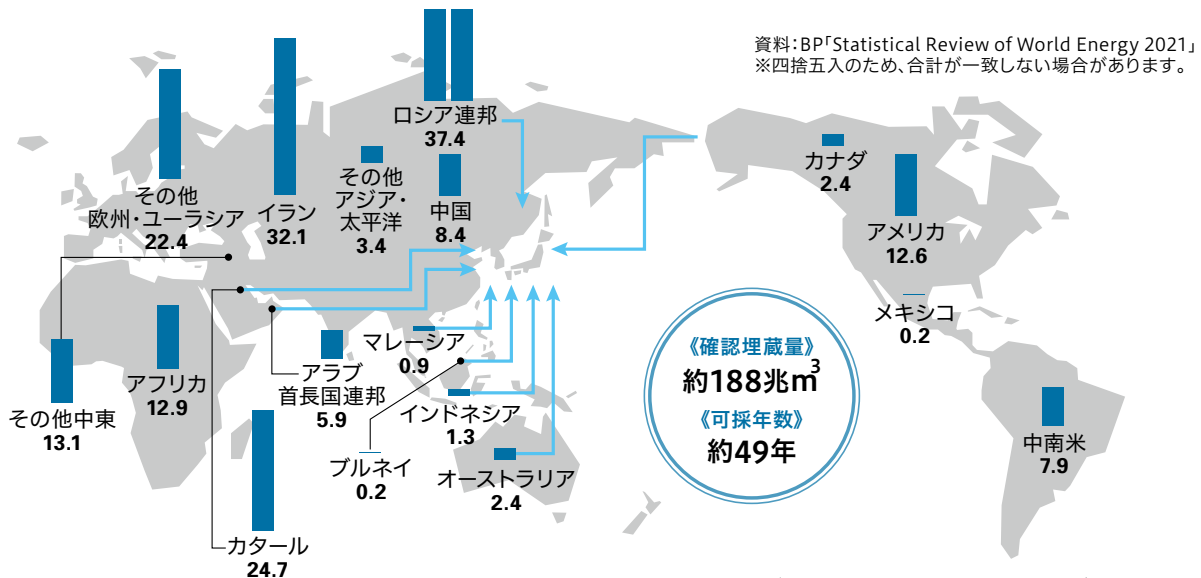 資料:BP「Statistical Review of World Energy 2021」
※四捨五入のため、合計が一致しない場合があります。
ロシア連邦
37.4
その他
欧州・ユーラシア
22.4
イラン
32.1
その他
アジア・
太平洋
3.4
中国
8.4
カナダ
2.4
アメリカ
12.6
メキシコ
0.2
その他中東
13.1
アフリカ
12.9
アラブ
首長国連邦
5.9
マレーシア
0.9
インドネシア
1.3
ブルネイ
0.2
オーストラリア
2.4
カタール
24.7
《確認埋蔵量》
約188兆m³
《可採年数》
約49年
中南米
7.9